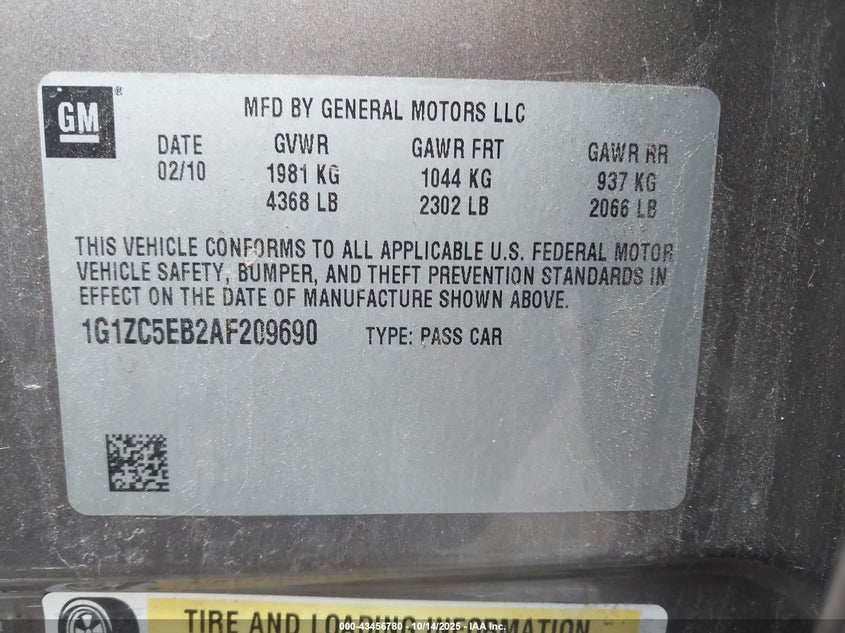 GM
MFD BY GENERAL MOTORS LLC
DATE GVWR GAWR FRT GAWR RR
02/10 1981 KG 1044 KG 937 KG
4368 LB 2302 LB 2066 LB
THIS VEHICLE CONFORMS TO ALL APPLICABLE U.S. FEDERAL MOTOR
VEHICLE SAFETY, BUMPER, AND THEFT PREVENTION STANDARDS IN
EFFECT ON THE DATE OF MANUFACTURE SHOWN ABOVE.
1G1ZC5EB2AF209690 TYPE: PASS CAR
TIRE AND LOADING INFORMATION
000-43456780 - 10/14/2025 - IAA Inc.